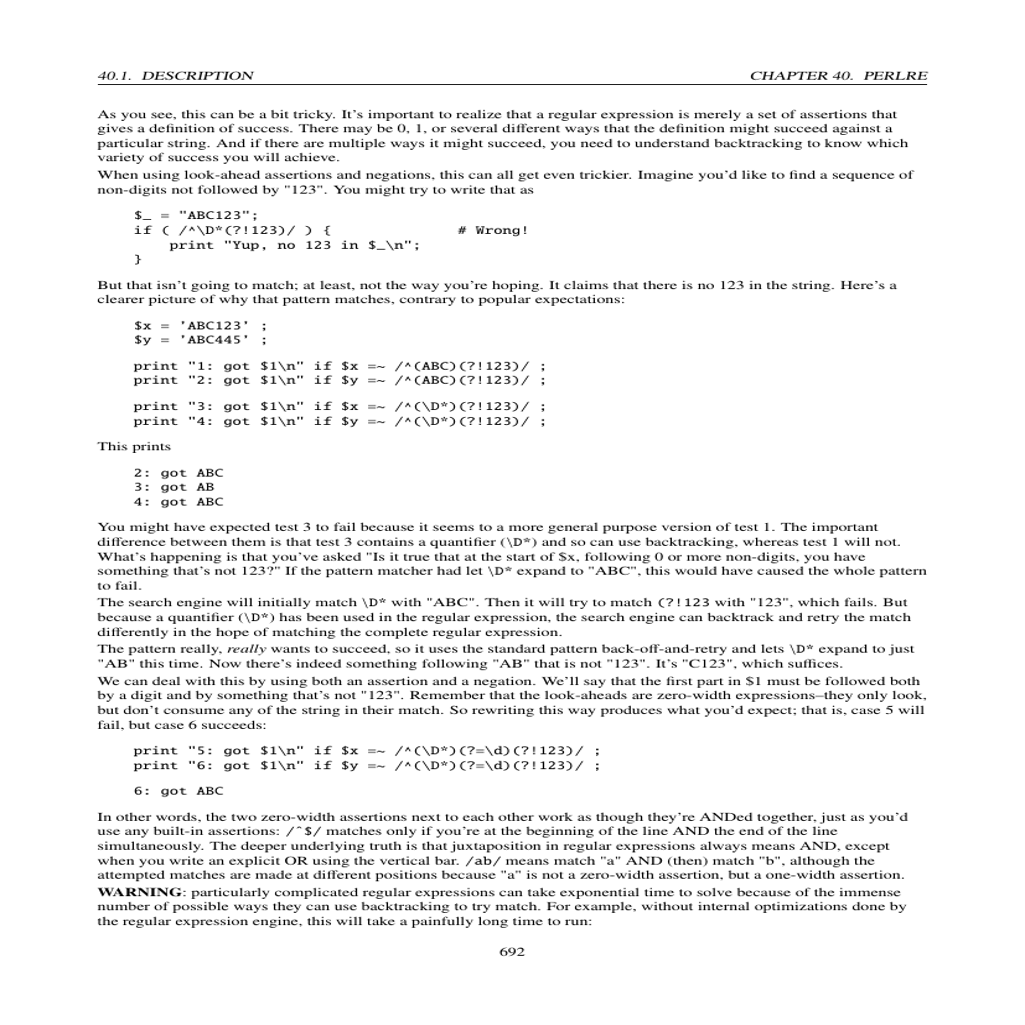 40.1. DESCRIPTION CHAPTER 40. PERLRE
As you see, this can be a bit tricky. It's important to realize that a regular expression is merely a set of assertions that
gives a definition of success. There may be 0, 1, or several different ways that the definition might succeed against a
particular string. And if there are multiple ways it might succeed, you need to understand backtracking to know which
variety of success you will achieve.
When using look-ahead assertions and negations, this can all get even trickier. Imagine you'd like to find a sequence of
non-digits not followed by "123". You might try to write that as
$_ = "ABC123";
if ( /^\D*(?!123)/ ) { # Wrong!
print "Yup, no 123 in $_\n";
}
But that isn't going to match; at least, not the way you're hoping. It claims that there is no 123 in the string. Here's a
clearer picture of why that pattern matches, contrary to popular expectations:
$x = 'ABC123' ;
$y = 'ABC445' ;
print "1: got $1\n" if $x =~ /^(ABC)(?!123)/ ;
print "2: got $1\n" if $y =~ /^(ABC)(?!123)/ ;
print "3: got $1\n" if $x =~ /^(\D*)(?!123)/ ;
print "4: got $1\n" if $y =~ /^(\D*)(?!123)/ ;
This prints
2: got ABC
3: got AB
4: got ABC
You might have expected test 3 to fail because it seems to a more general purpose version of test 1. The important
difference between them is that test 3 contains a quantifier (\D*) and so can use backtracking, whereas test 1 will not.
What's happening is that you've asked "Is it true that at the start of $x, following 0 or more non-digits, you have
something that's not 123?" If the pattern matcher had let \D* expand to "ABC", this would have caused the whole pattern
to fail.
The search engine will initially match \D* with "ABC". Then it will try to match (?!123 with "123", which fails. But
because a quantifier (\D*) has been used in the regular expression, the search engine can backtrack and retry the match
differently in the hope of matching the complete regular expression.
The pattern really, really wants to succeed, so it uses the standard pattern back-off-and-retry and lets \D* expand to just
"AB" this time. Now there's indeed something following "AB" that is not "123". It's "C123", which suffices.
We can deal with this by using both an assertion and a negation. We'll say that the first part in $1 must be followed both
by a digit and by something that's not "123". Remember that the look-aheads are zero-width expressions–they only look,
but don't consume any of the string in their match. So rewriting this way produces what you'd expect; that is, case 5 will
fail, but case 6 succeeds:
print "5: got $1\n" if $x =~ /^(\D*)(?=\d)(?!123)/ ;
print "6: got $1\n" if $y =~ /^(\D*)(?=\d)(?!123)/ ;
6: got ABC
In other words, the two zero-width assertions next to each other work as though they're ANDed together, just as you'd
use any built-in assertions: /^$/ matches only if you're at the beginning of the line AND the end of the line
simultaneously. The deeper underlying truth is that juxtaposition in regular expressions always means AND, except
when you write an explicit OR using the vertical bar. /ab/ means match "a" AND (then) match "b", although the
attempted matches are made at different positions because "a" is not a zero-width assertion, but a one-width assertion.
WARNING: particularly complicated regular expressions can take exponential time to solve because of the immense
number of possible ways they can use backtracking to try match. For example, without internal optimizations done by
the regular expression engine, this will take a painfully long time to run:
692